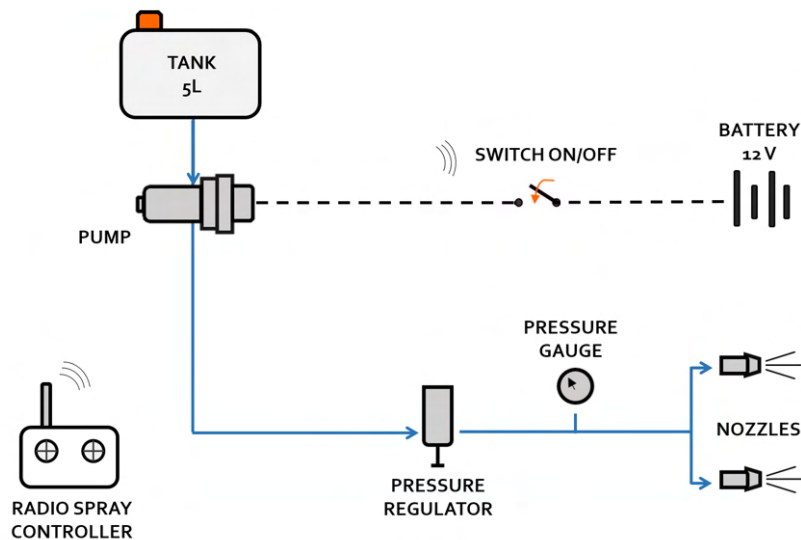 TANK
5L
BATTERY
12 V
SWITCH ON/OFF
PUMP
PRESSURE
GAUGE
NOZZLES
PRESSURE
REGULATOR
RADIO SPRAY
CONTROLLER